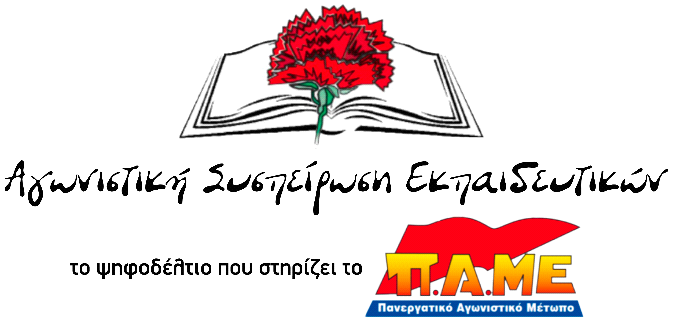 Αγωνιστική Συσπείρωση Εκπαιδευτικών
το ψηφοδέλτιο που στηρίζει το
Π.Α.ΜΕ
Πανεργατικό Αγωνιστικό Μέτωπο